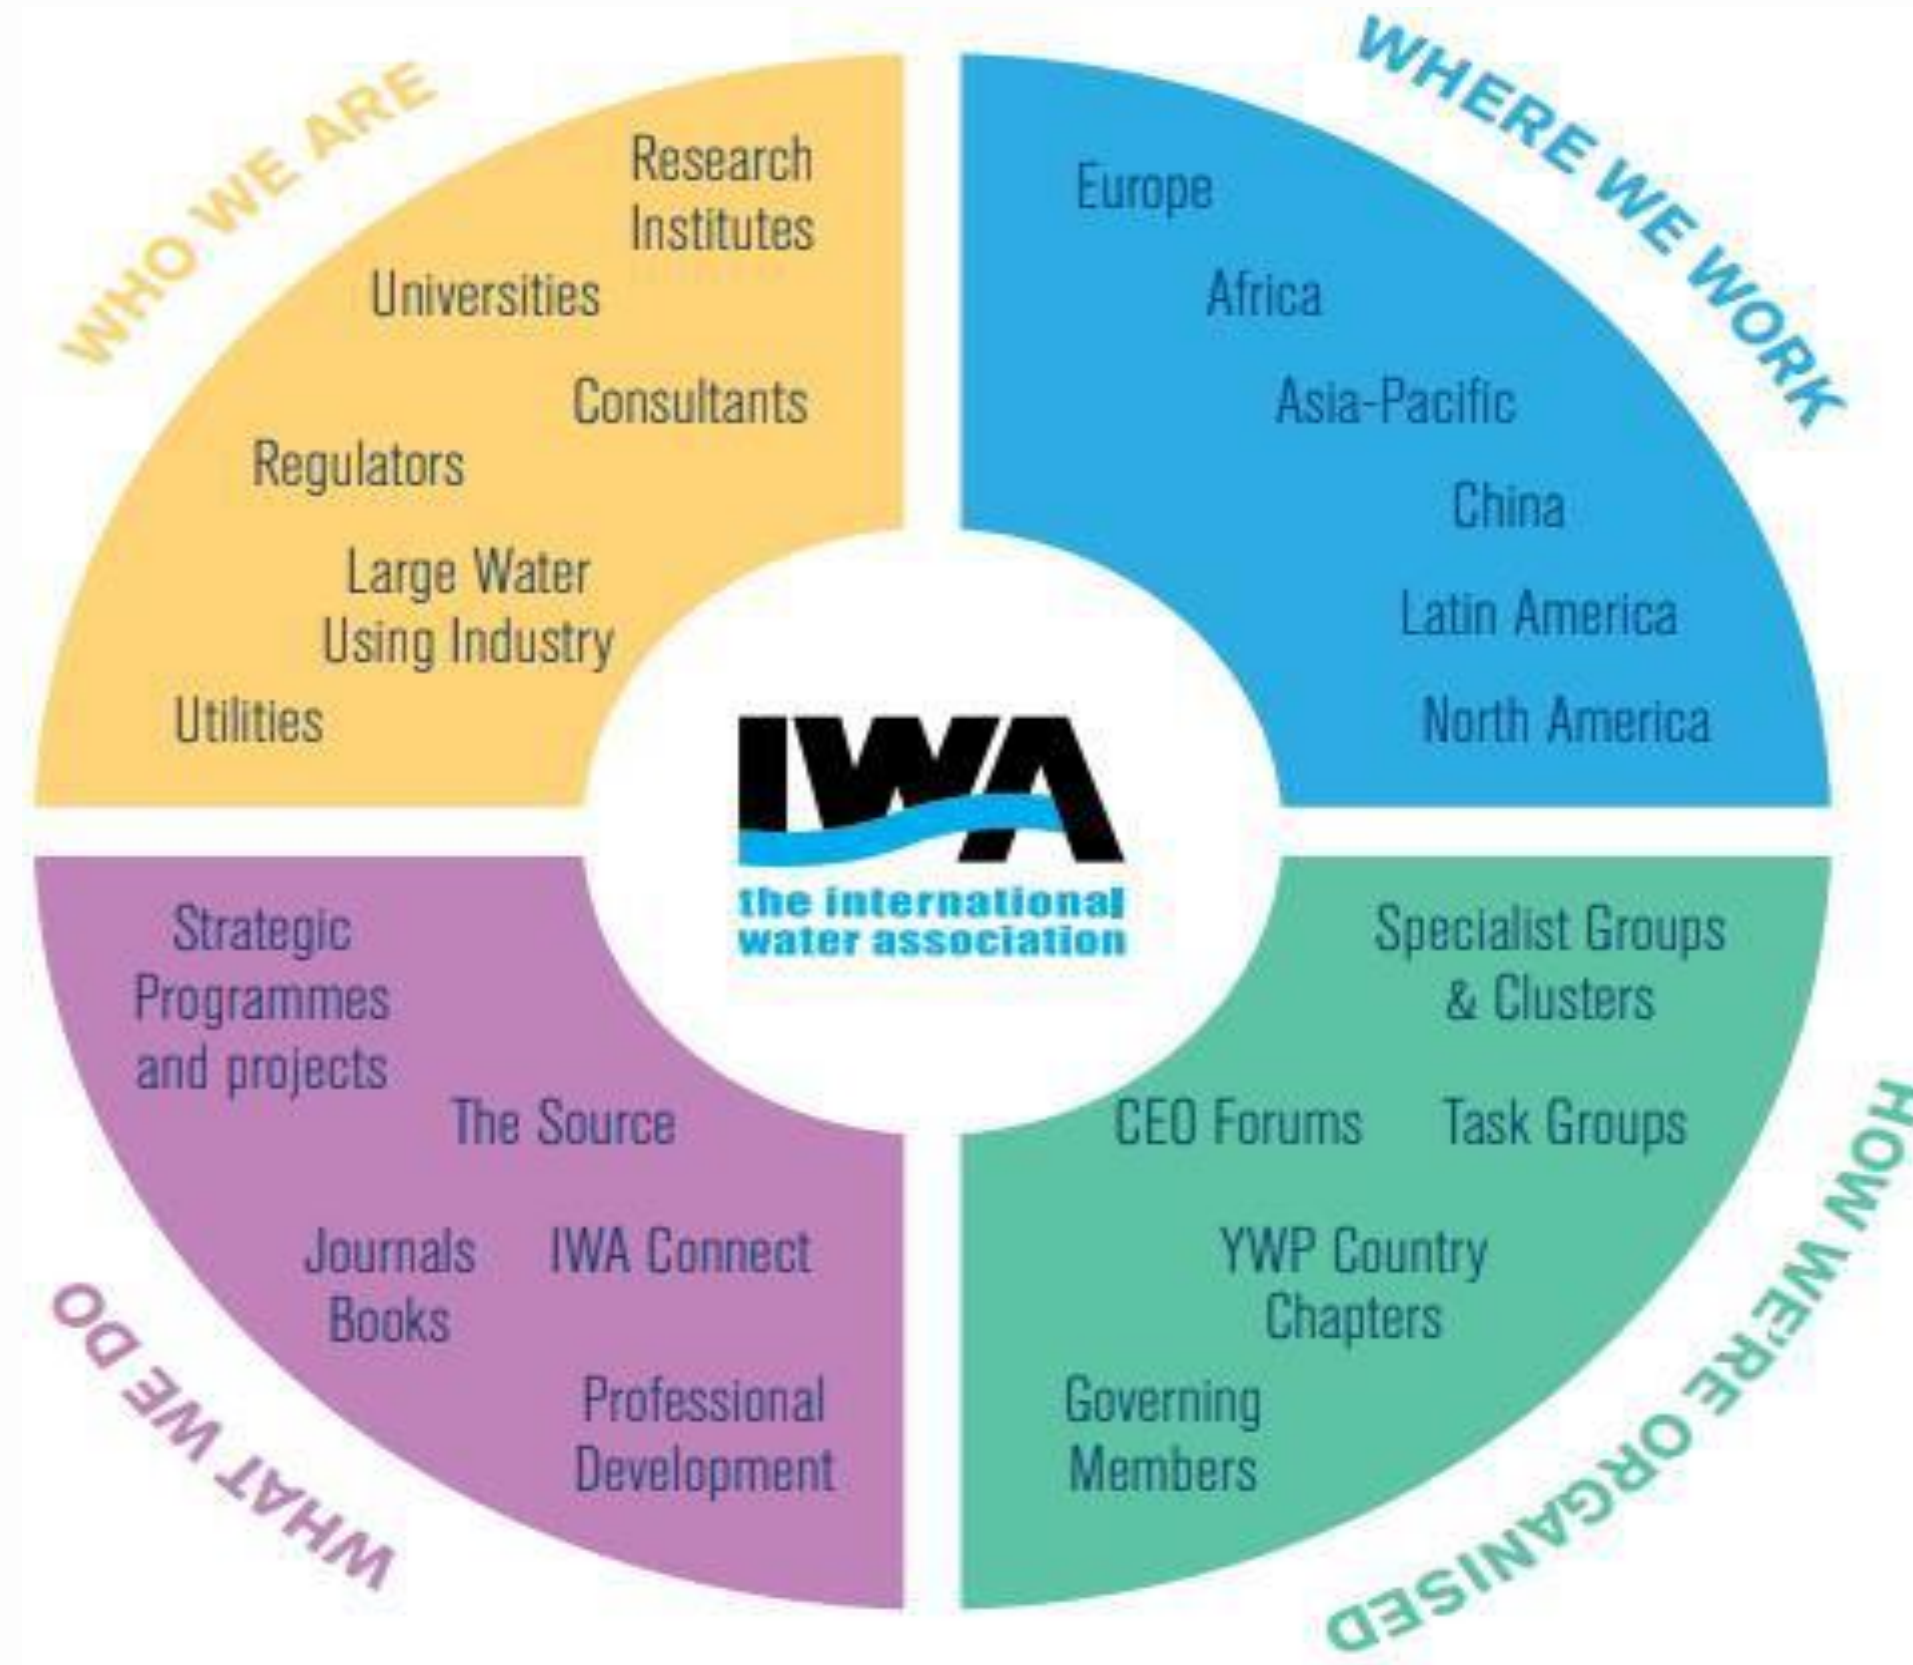 WHO WE ARE
Research
Institutes
Universities
Consultants
Regulators
Large Water
Using Industry
Utilities
WHERE WE WORK
Europe
Africa
Asia-Pacific
China
Latin America
North America
IWA
the international
water association
Strategic
Programmes
and projects
The Source
Journals
Books
IWA Connect
Professional
Development
WHAT WE DO
Specialist Groups
& Clusters
CEO Forums
Task Groups
YWP Country
Chapters
Governing
Members
HOW WE'RE ORGANISED